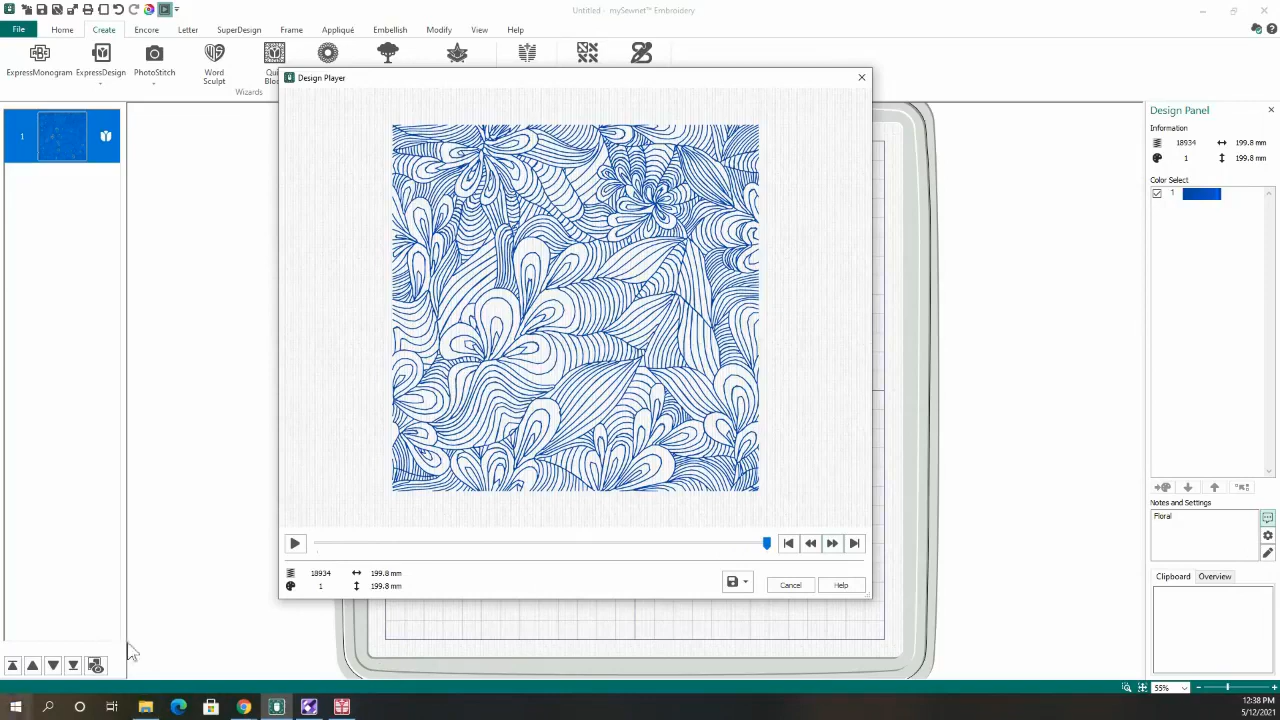 Untitled - mySewnet™ Embroidery
File Home Create Encore Letter SuperDesign Frame Appliqué Embellish Modify View Help
ExpressMonogram ExpressDesign PhotoStitch Word Sculpt
Wizards
Design Player
1
18934 199.8 mm
1 199.8 mm
Cancel Help
Design Panel
Information
18934 199.8 mm
1 199.8 mm
Color Select
1
Notes and Settings
Floral
Clipboard Overview
55%
12:38 PM
5/12/2021